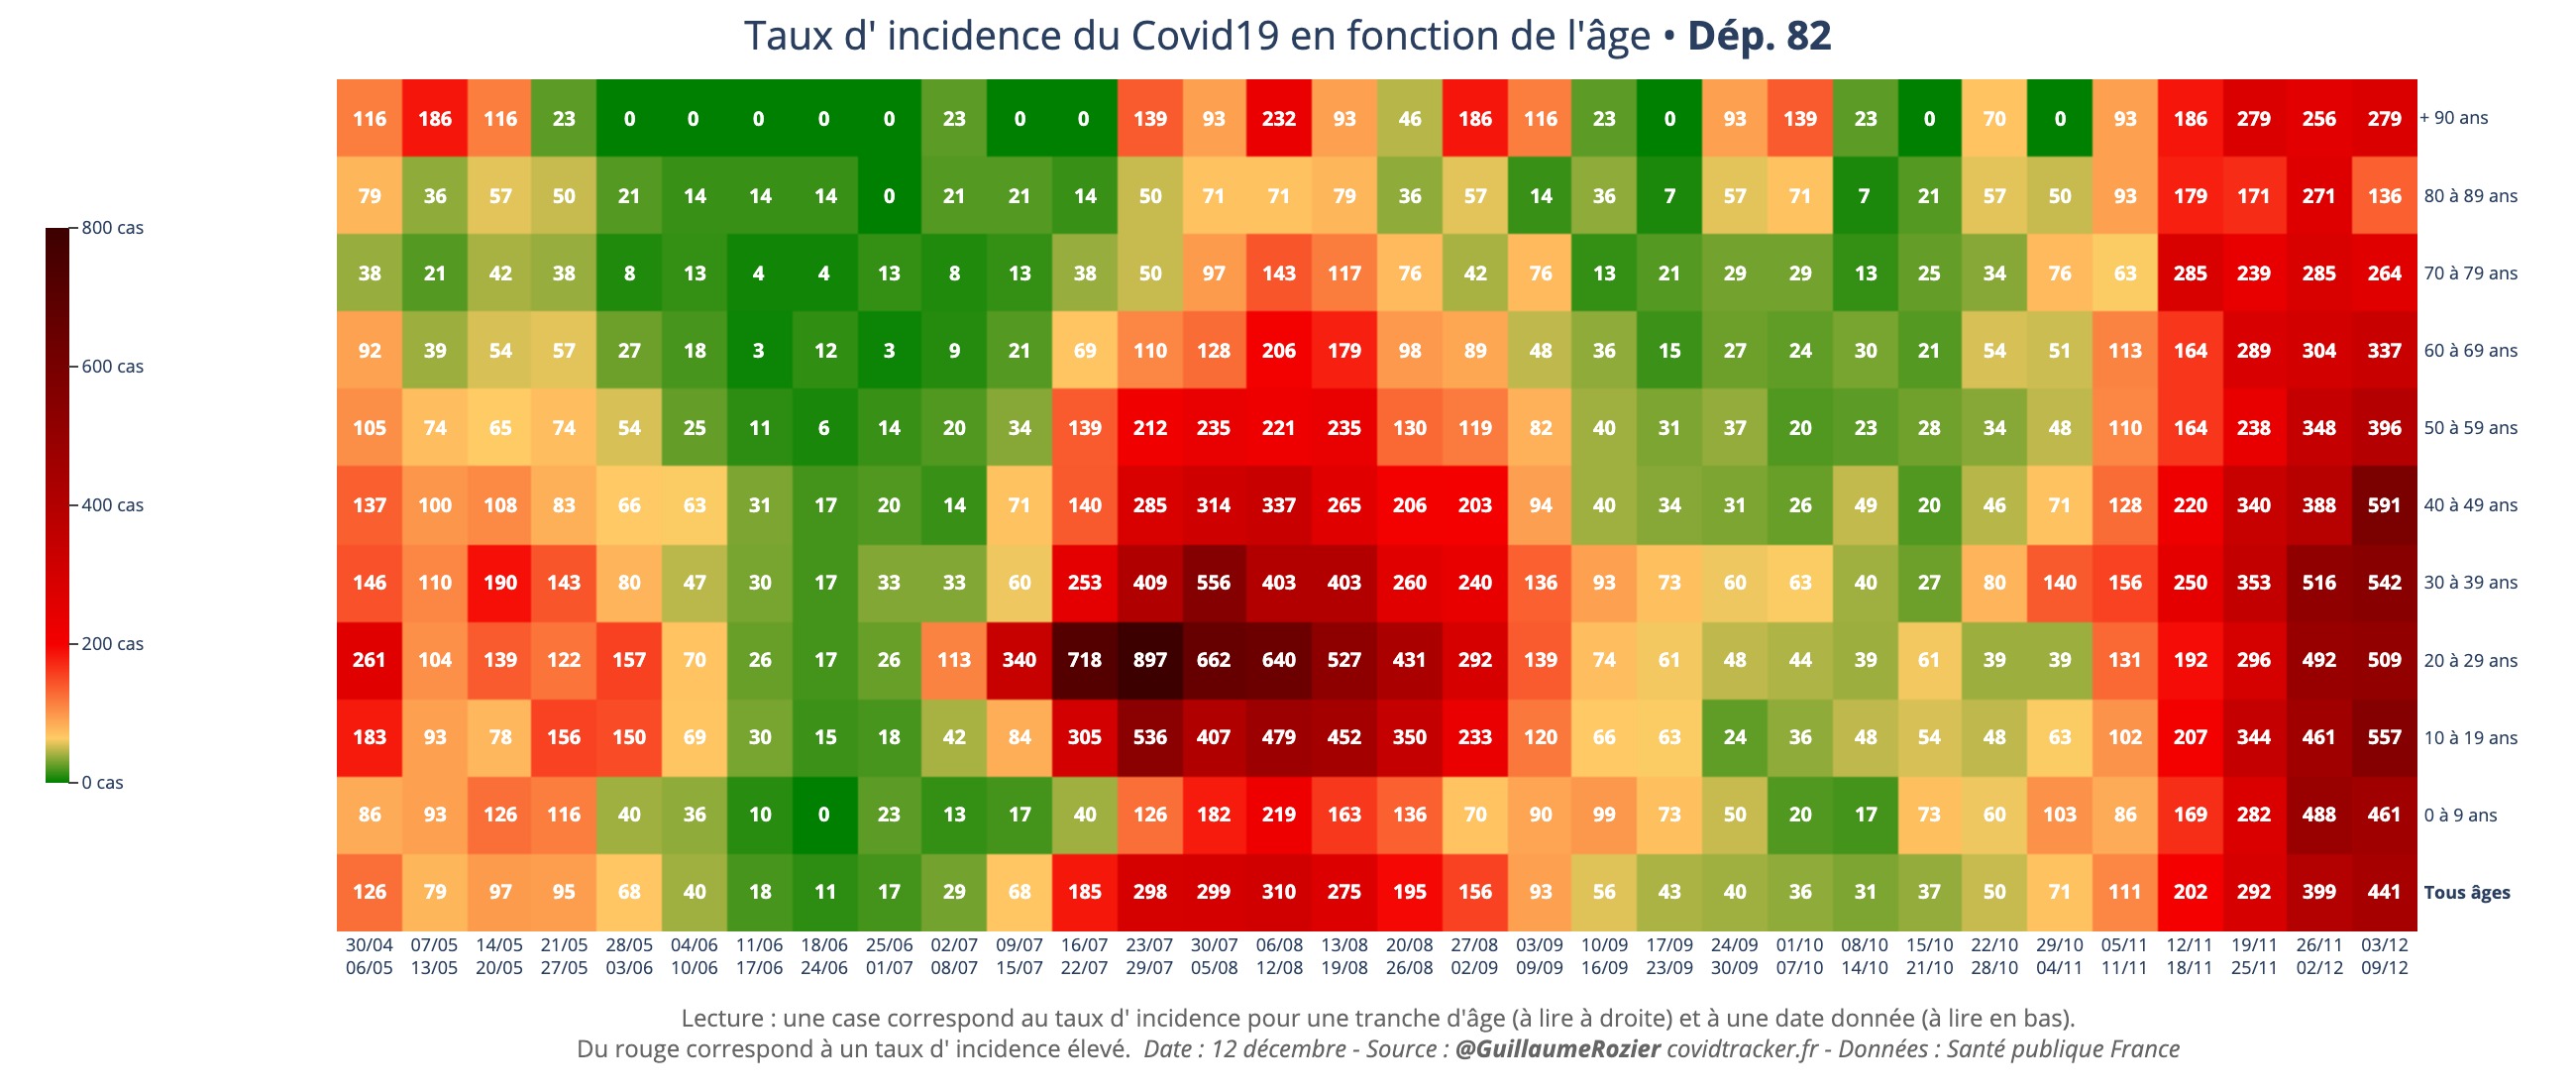 Taux d' incidence du Covid19 en fonction de l'âge • Dép. 82
800 cas
600 cas
400 cas
200 cas
0 cas
116 186 116 23 0 0 0 0 0 23 0 0 139 93 232 93 46 186 116 23 0 93 139 23 0 70 0 93 186 279 256 279 + 90 ans
79 36 57 50 21 14 14 14 0 21 21 14 50 71 71 79 36 57 14 36 7 57 71 7 21 57 50 93 179 171 271 136 80 à 89 ans
38 21 42 38 8 13 4 4 13 8 13 38 50 97 143 117 76 42 76 13 21 29 29 13 25 34 76 63 285 239 285 264 70 à 79 ans
92 39 54 57 27 18 3 12 3 9 21 69 110 128 206 179 98 89 48 36 15 27 24 30 21 54 51 113 164 289 304 337 60 à 69 ans
105 74 65 74 54 25 11 6 14 20 34 139 212 235 221 235 130 119 82 40 31 37 20 23 28 34 48 110 164 238 348 396 50 à 59 ans
137 100 108 83 66 63 31 17 20 14 71 140 285 314 337 265 206 203 94 40 34 31 26 49 20 46 71 128 220 340 388 591 40 à 49 ans
146 110 190 143 80 47 30 17 33 33 60 253 409 556 403 403 260 240 136 93 73 60 63 40 27 80 140 156 250 353 516 542 30 à 39 ans
261 104 139 122 157 70 26 17 26 113 340 718 897 662 640 527 431 292 139 74 61 48 44 39 61 39 39 131 192 296 492 509 20 à 29 ans
183 93 78 156 150 69 30 15 18 42 84 305 536 407 479 452 350 233 120 66 63 24 36 48 54 48 63 102 207 344 461 557 10 à 19 ans
86 93 126 116 40 36 10 0 23 13 17 40 126 182 219 163 136 70 90 99 73 50 20 17 73 60 103 86 169 282 488 461 0 à 9 ans
126 79 97 95 68 40 18 11 17 29 68 185 298 299 310 275 195 156 93 56 43 40 36 31 37 50 71 111 202 292 399 441 Tous âges
30/04 07/05 14/05 21/05 28/05 04/06 11/06 18/06 25/06 02/07 09/07 16/07 23/07 30/07 06/08 13/08 20/08 27/08 03/09 10/09 17/09 24/09 01/10 08/10 15/10 22/10 29/10 05/11 12/11 19/11 26/11 03/12
06/05 13/05 20/05 27/05 03/06 10/06 17/06 24/06 01/07 08/07 15/07 22/07 29/07 05/08 12/08 19/08 26/08 02/09 09/09 16/09 23/09 30/09 07/10 14/10 21/10 28/10 04/11 11/11 18/11 25/11 02/12 09/12
Lecture : une case correspond au taux d' incidence pour une tranche d'âge (à lire à droite) et à une date donnée (à lire en bas).
Du rouge correspond à un taux d' incidence élevé. Date : 12 décembre - Source : @GuillaumeRozier covidtracker.fr - Données : Santé publique France